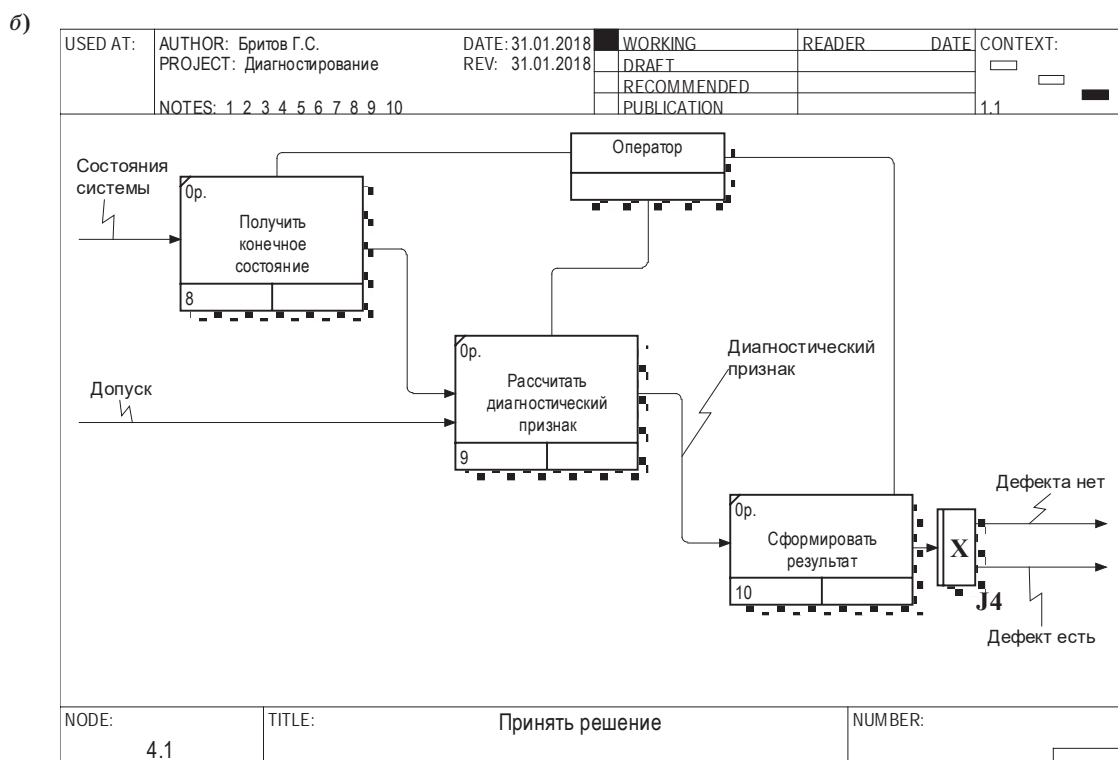 б)
USED AT:
AUTHOR: Бритов Г.С.
DATE: 31.01.2018
PROJECT: Диагностирование
REV: 31.01.2018
NOTES: 1 2 3 4 5 6 7 8 9 10
WORKING
DRAFT
RECOMMENDED
PUBLICATION
READER DATE
CONTEXT:
1.1
Состояния
системы
0р.
Получить
конечное
состояние
8
Оператор
Допуск
0р.
Рассчитать
диагностический
признак
9
Диагностический
признак
0р.
Сформировать
результат
10
X
J4
Дефекта нет
Дефект есть
NODE:
4.1
TITLE:
Принять решение
NUMBER: